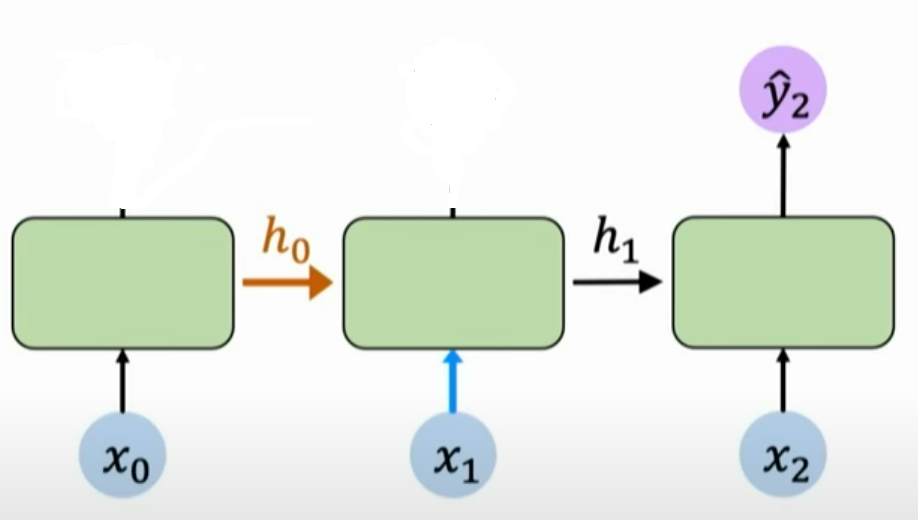 ŷ₂
h₀ h₁
x₀ x₁ x₂